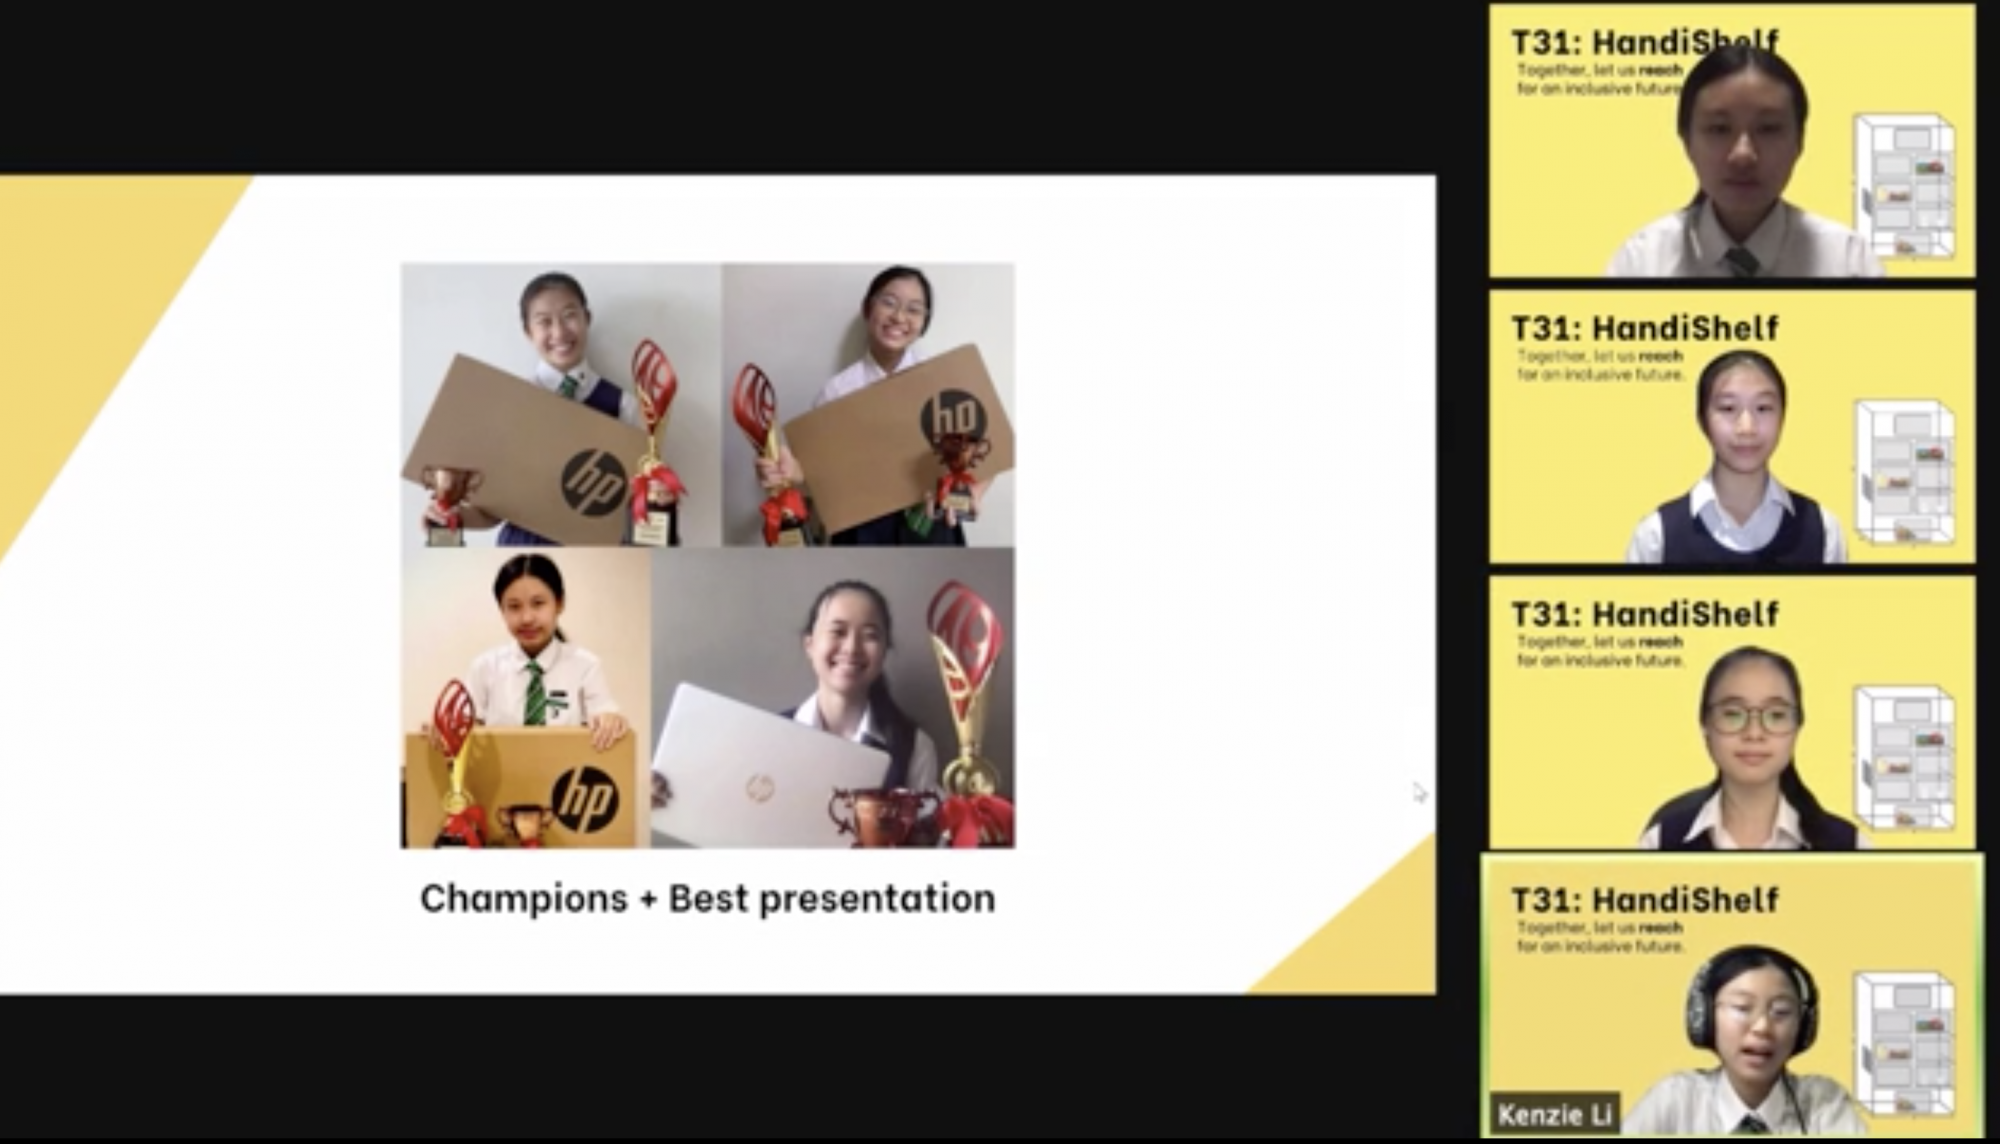 hp
hp
hp
hp
Champions + Best presentation
T31: HandiShelf
Together, let us reach
for an inclusive future
T31: HandiShelf
Together, let us reach
for an inclusive future.
T31: HandiShelf
Together, let us reach
for an inclusive future.
T31: HandiShelf
Together, let us reach
for an inclusive future.
Kenzie Li